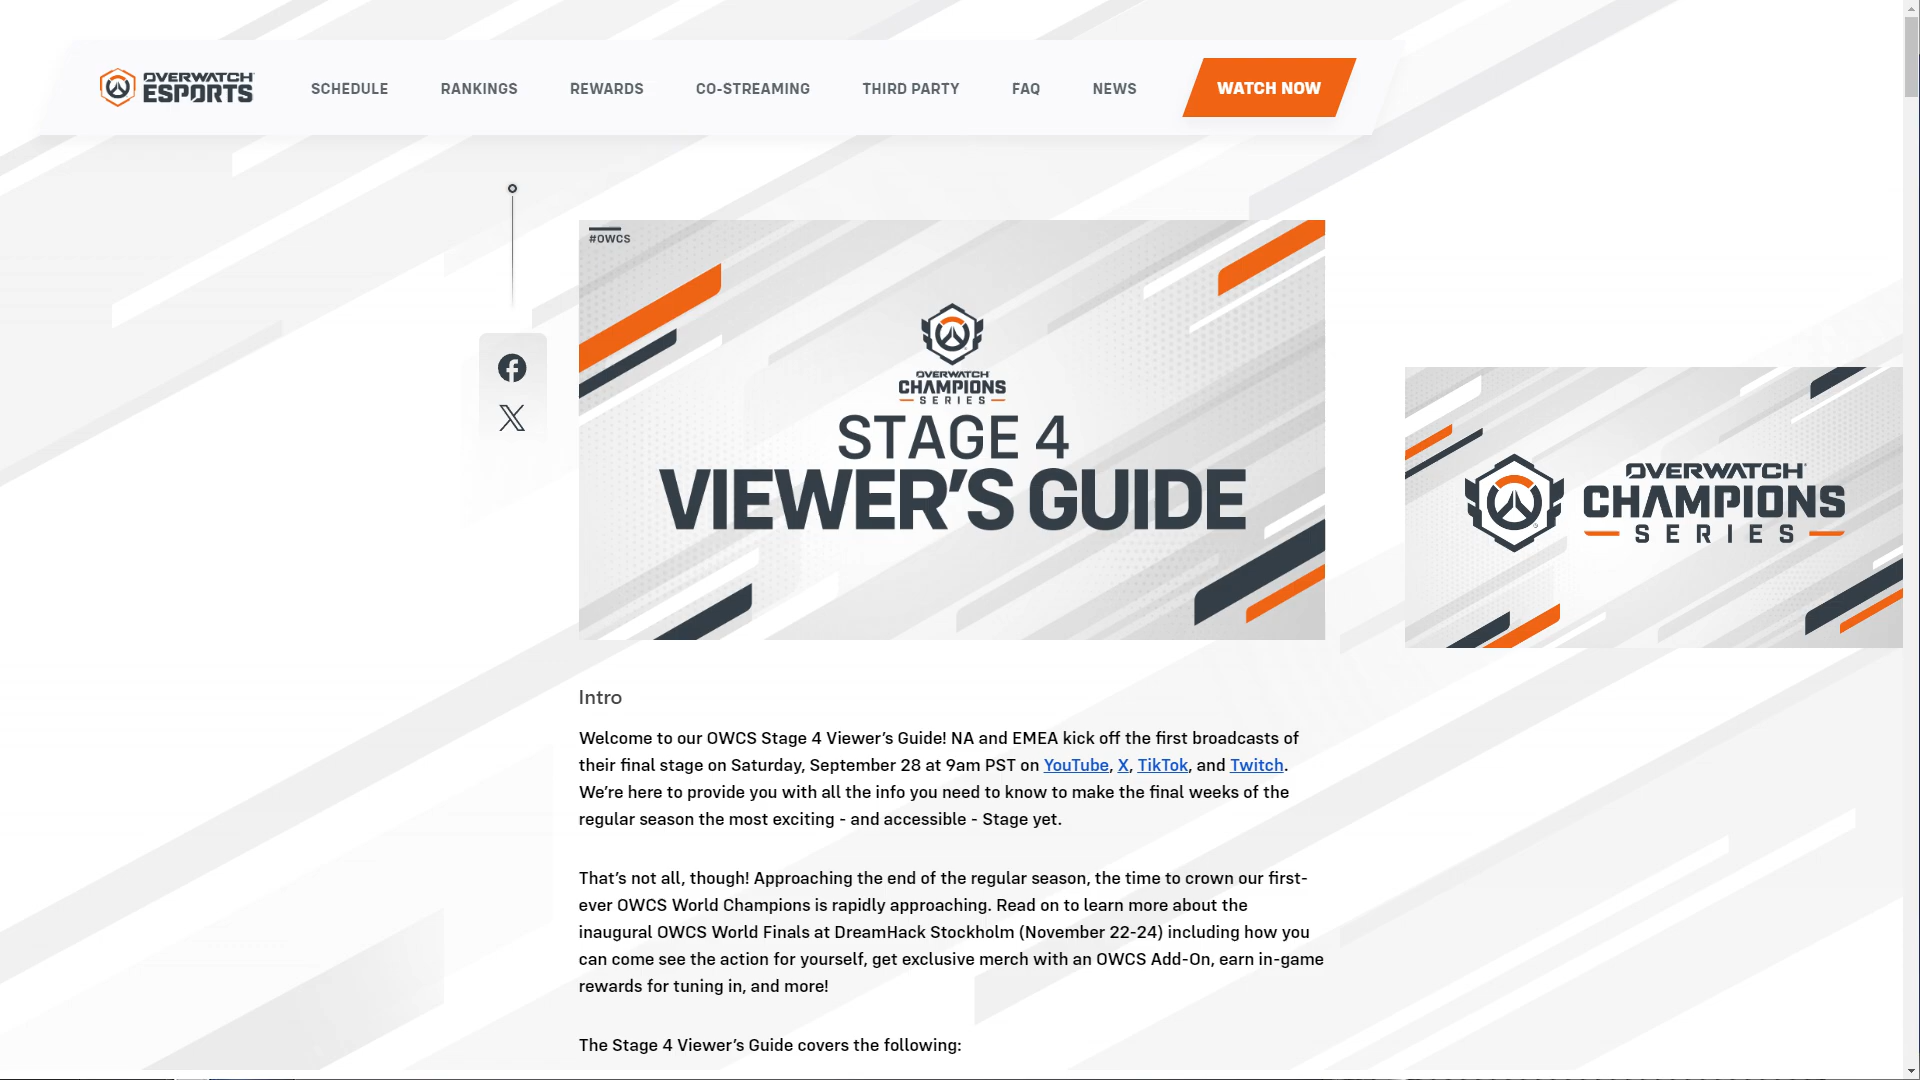 OVERWATCH
ESPORTS
SCHEDULE
RANKINGS
REWARDS
CO-STREAMING
THIRD PARTY
FAQ
NEWS
WATCH NOW
#OWCS
OVERWATCH
CHAMPIONS
SERIES
STAGE 4
VIEWER’S GUIDE
OVERWATCH
CHAMPIONS
SERIES
Intro
Welcome to our OWCS Stage 4 Viewer’s Guide! NA and EMEA kick off the first broadcasts of
their final stage on Saturday, September 28 at 9am PST on YouTube, X, TikTok, and Twitch.
We’re here to provide you with all the info you need to know to make the final weeks of the
regular season the most exciting - and accessible - Stage yet.
That’s not all, though! Approaching the end of the regular season, the time to crown our first-
ever OWCS World Champions is rapidly approaching. Read on to learn more about the
inaugural OWCS World Finals at DreamHack Stockholm (November 22-24) including how you
can come see the action for yourself, get exclusive merch with an OWCS Add-On, earn in-game
rewards for tuning in, and more!
The Stage 4 Viewer’s Guide covers the following: